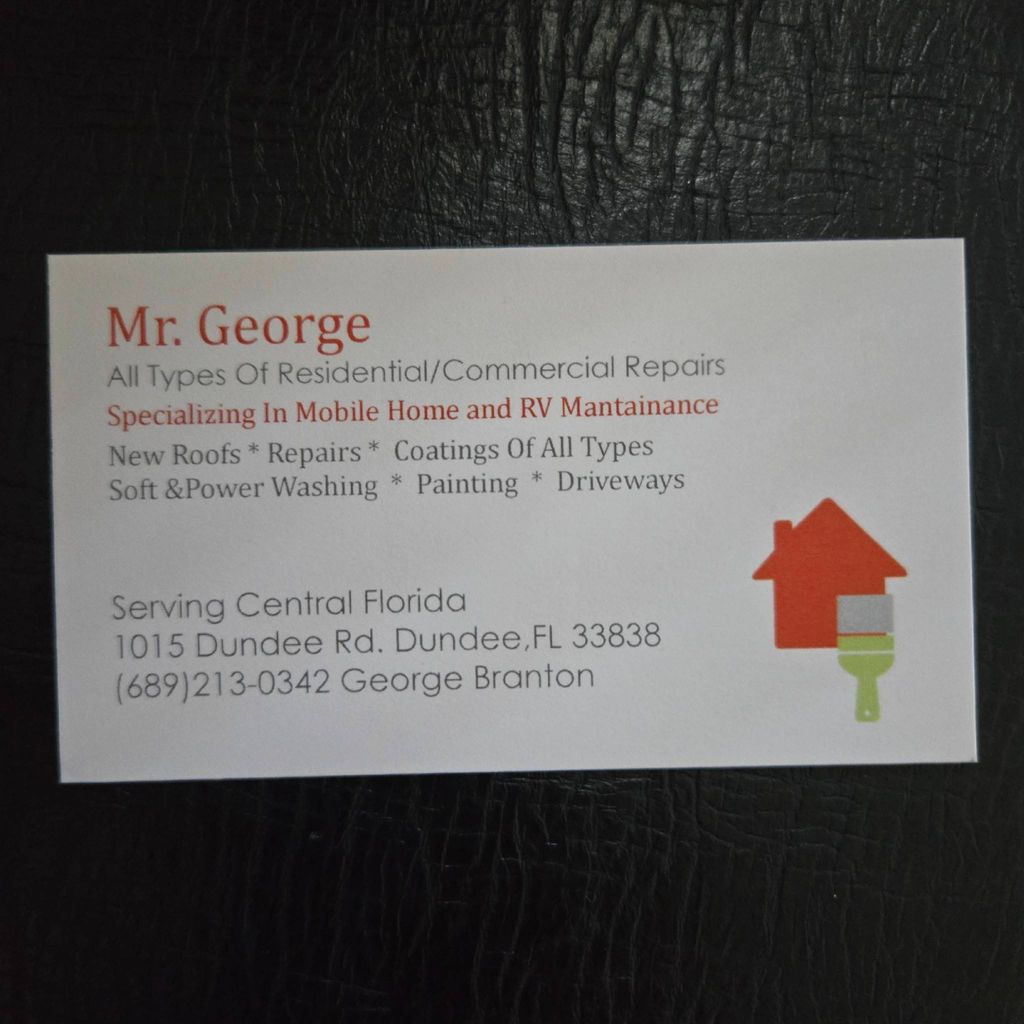 Mr. George
All Types Of Residential/Commercial Repairs
Specializing In Mobile Home and RV Mantainance
New Roofs * Repairs * Coatings Of All Types
Soft &Power Washing * Painting * Driveways
Serving Central Florida
1015 Dundee Rd. Dundee,FL 33838
(689)213-0342 George Branton